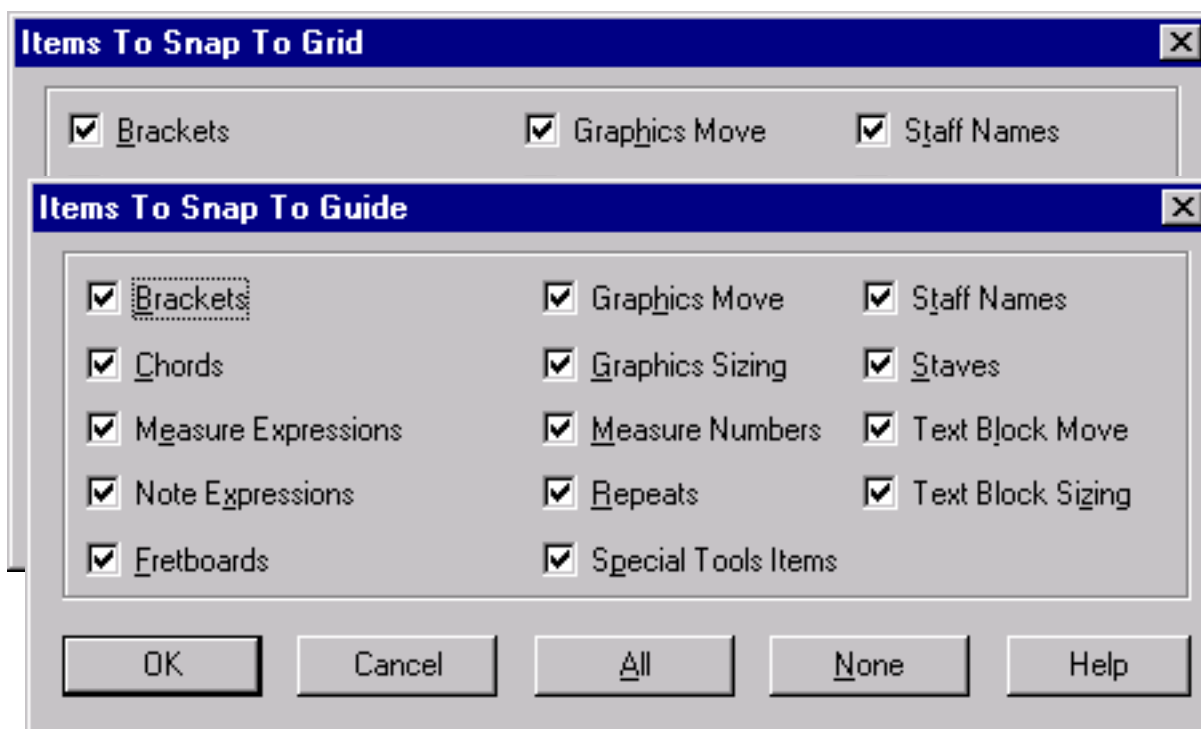 Items To Snap To Grid
Brackets Graphics Move Staff Names
Items To Snap To Guide
Brackets Graphics Move Staff Names
Chords Graphics Sizing Staves
Measure Expressions Measure Numbers Text Block Move
Note Expressions Repeats Text Block Sizing
Fretboards Special Tools Items
OK Cancel All None Help